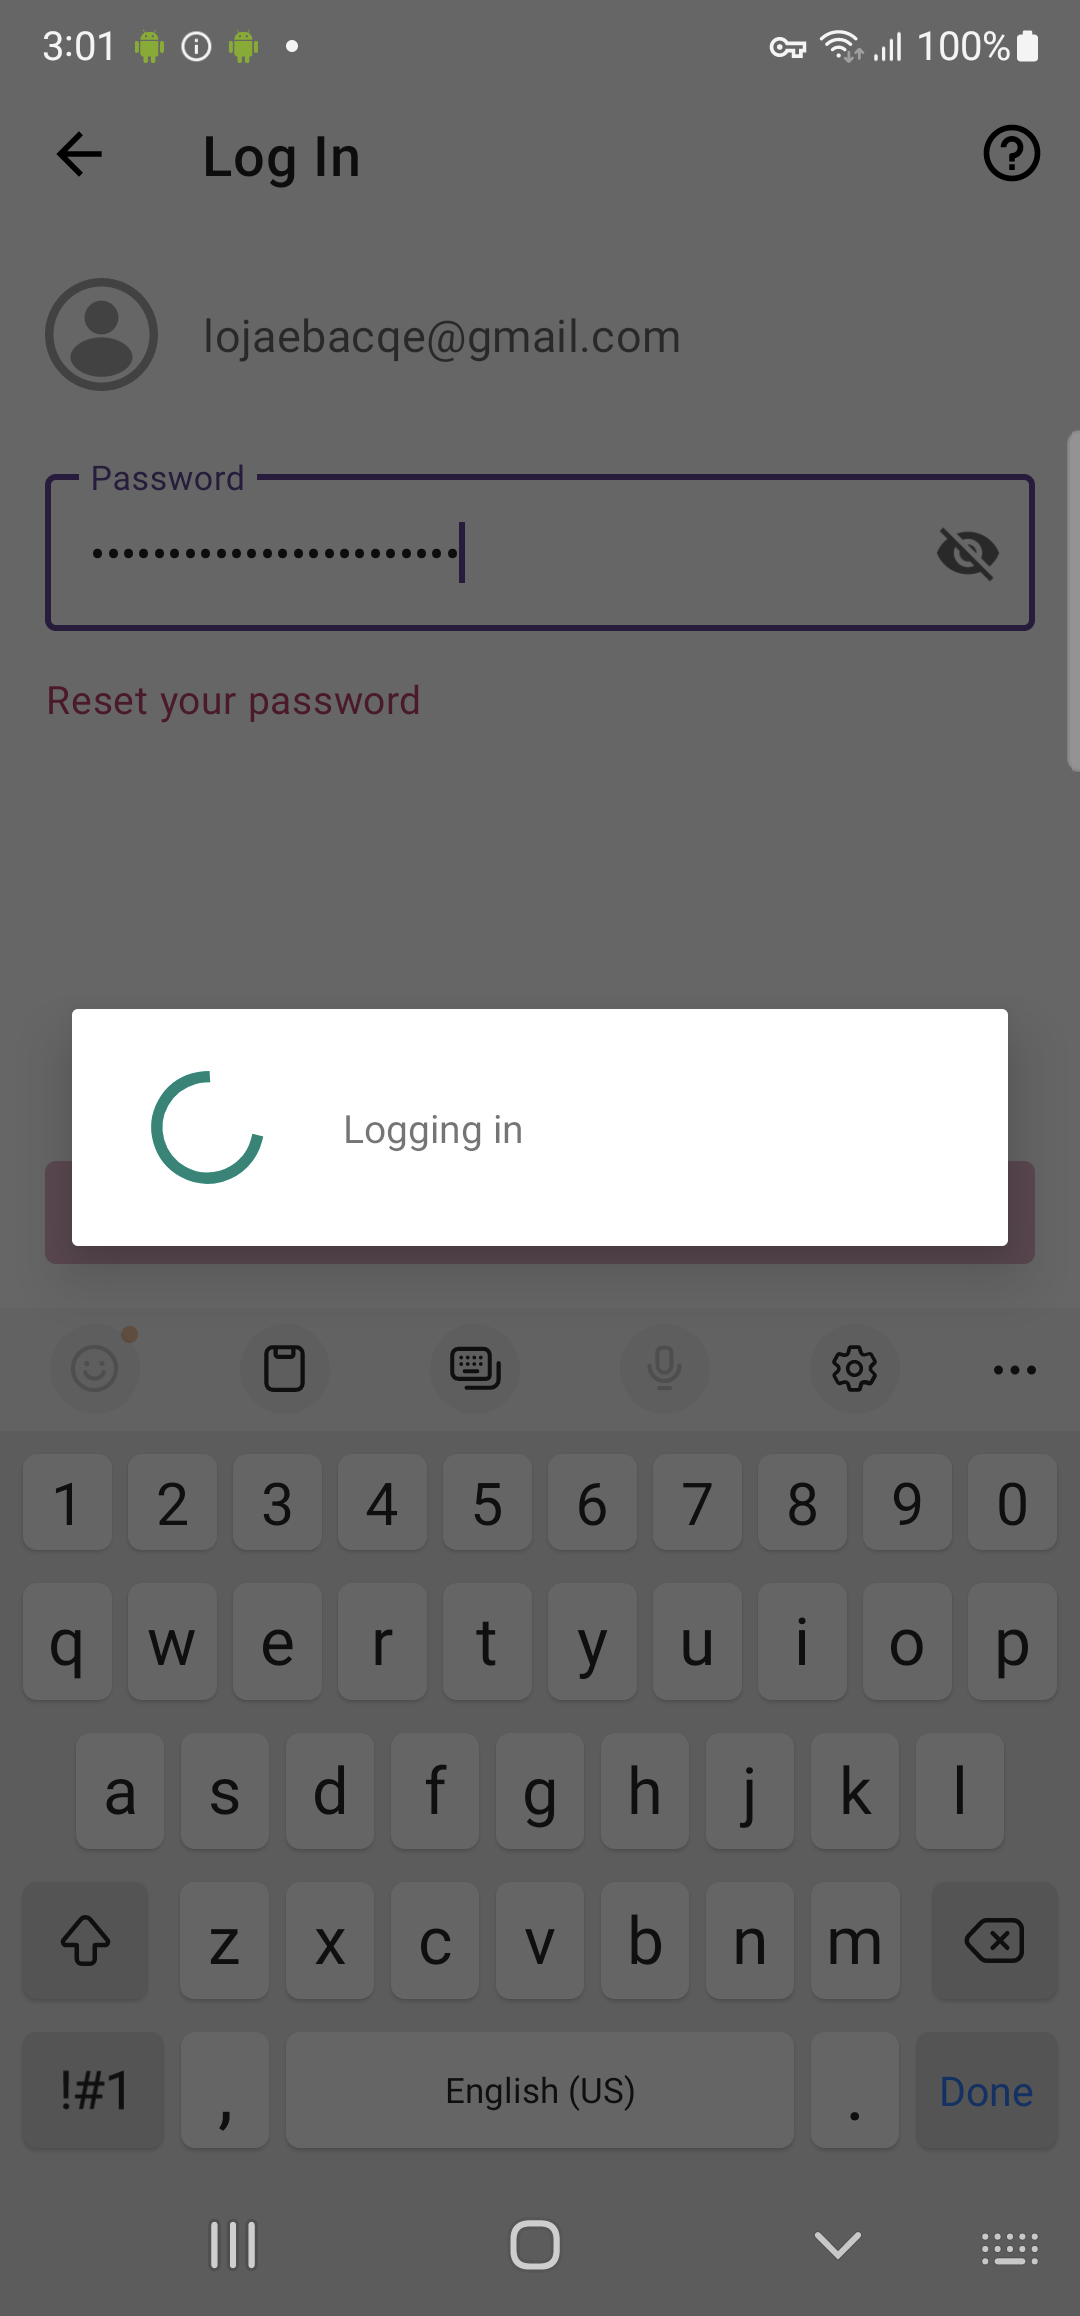 3:01 100%
Log In
lojaebacqe@gmail.com
Password
Reset your password
Logging in
1 2 3 4 5 6 7 8 9 0
q w e r t y u i o p
a s d f g h j k l
z x c v b n m
!#1 , English (US) . Done